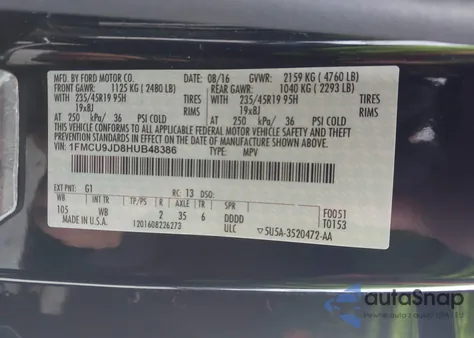 MFD. BY FORD MOTOR CO.
08/16 GVWR: 2159 KG ( 4760 LB)
FRONT GAWR: 1125 KG ( 2480 LB)
REAR GAWR: 1040 KG ( 2293 LB)
WITH 235/45R19 95H TIRES
19x8J RIMS
AT 250 kPa/ 36 PSI COLD
WITH 235/45R19 95H TIRES
19x8J RIMS
AT 250 kPa/ 36 PSI COLD
THIS VEHICLE CONFORMS TO ALL APPLICABLE FEDERAL MOTOR VEHICLE SAFETY, BUMPER, AND THEFT
PREVENTION STANDARDS IN EFFECT ON THE DATE OF MANUFACTURE SHOWN ABOVE.
VIN: 1FMCU9JD8HUB48386
TYPE: MPV
EXT PNT: G1 RC: 13 DSO:
WB INT TR TP/PS R AXLE TR SPR
105 WB 2 35 6 DDDD
F0051
T0153
MADE IN U.S.A. 1201608226273 ULC 5U5A-3520472-AA
autoSnap